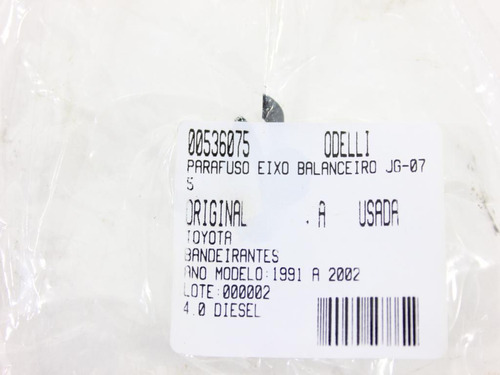 00536075 ODELLI
PARAFUSO EIXO BALANCEIRO JG-07
5
ORIGINAL . A USADA
TOYOTA
BANDEIRANTES
ANO MODELO:1991 A 2002
LOTE:000002
4.0 DIESEL